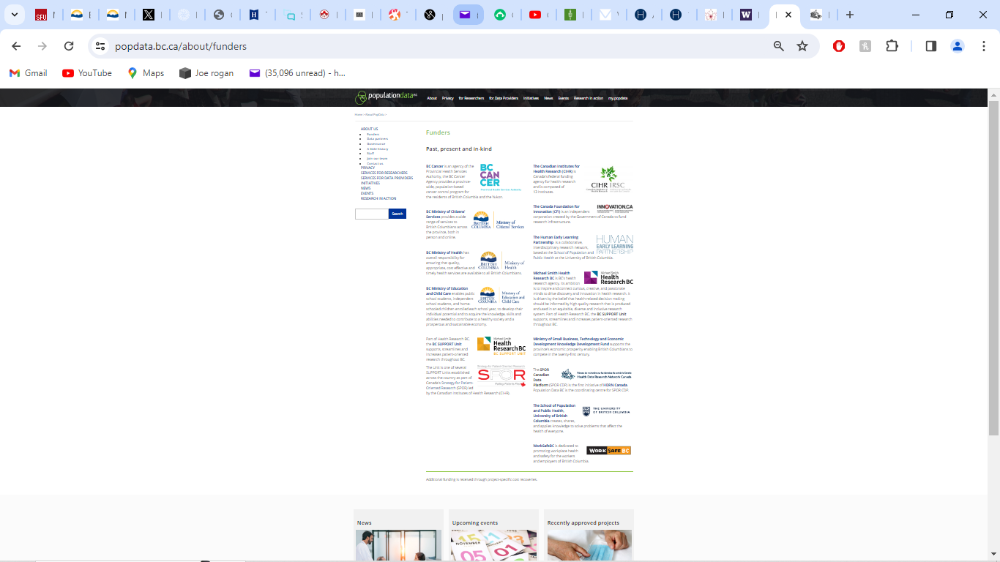 popdata.bc.ca/about/funders
Gmail
YouTube
Maps
Joe rogan
(35,096 unread) - h...
populationdata BC
About Privacy for Researchers for Data Providers Initiatives News Events Research in action my.popdata
Home > About PopData >
ABOUT US
Funders
Data partners
Governance
A little history
Staff
Join our team
Contact us
PRIVACY
SERVICES FOR RESEARCHERS
SERVICES FOR DATA PROVIDERS
INITIATIVES
NEWS
EVENTS
RESEARCH IN ACTION
Search
Funders
Past, present and in-kind
BC Cancer is an agency of the
Provincial Health Services
Authority, the BC Cancer
Agency provides a province-
wide, population-based
cancer control program for
the residents of British Columbia and the Yukon.
BC
CAN
CER
BC Ministry of Citizens'
Services provides a wide
range of services to
British Columbians across
the province, both in
person and online.
BRITISH
COLUMBIA
Ministry of
Citizens' Services
BC Ministry of Health has
overall responsibility for
ensuring that quality,
appropriate, cost effective and
timely health services are available to all British Columbians.
BRITISH
COLUMBIA
Ministry of
Health
BC Ministry of Education
and Child Care enables public
school students, independent
school students, and home-
schooled children enrolled each school year, to develop their
individual potential and to acquire the knowledge, skills and
abilities needed to contribute to a healthy society and a
prosperous and sustainable economy.
BRITISH
COLUMBIA
Ministry of
Education and
Child Care
Part of Health Research BC,
the BC SUPPORT Unit
supports, streamlines and
increases patient-oriented
research throughout BC.
Michael Smith
Health
Research BC
BC SUPPORT UNIT
The Unit is one of several
SUPPORT Units established
across the country as part of
Canada's Strategy for Patient-
Oriented Research (SPOR) led
by the Canadian Institutes of Health Research (CIHR).
Strategy for Patient-Oriented Research
SPOR
Putting Patients First
The Canadian Institutes for
Health Research (CIHR) is
Canada's federal funding
agency for health research
and is composed of
13 institutes.
CIHR IRSC
The Canada Foundation for
Innovation (CFI) is an independent
corporation created by the Government of Canada to fund
research infrastructure.
INNOVATION.CA
The Human Early Learning
Partnership is a collaborative,
interdisciplinary research network,
based at the School of Population and
Public Health at the University of British Columbia.
HUMAN
EARLY LEARNING
PARTNERSHIP
Michael Smith Health
Research BC is BC's health
research agency. Its ambition
is to inspire and connect curious, creative, and passionate
minds to drive discovery and innovation in health research. It
is driven by the belief that health-related decision making
should be informed by high quality research that is produced
and used in an equitable, diverse and inclusive research
system. Part of Health Research BC, the BC SUPPORT Unit
supports, streamlines and increases patient-oriented research
throughout BC.
Michael Smith
Health
Research BC
Ministry of Small Business, Technology and Economic
Development Knowledge Development Fund supports the
province's economic prosperity enabling British Columbians to
compete in the twenty-first century.
The SPOR
Canadian
Data
Platform (SPOR CDP) is the first initiative of HDRN Canada.
Population Data BC is the coordinating centre for SPOR CDP.
Health Data Research Network Canada
The School of Population
and Public Health,
University of British
Columbia creates, shares,
and applies knowledge to solve problems that affect the
health of everyone.
UBC
THE UNIVERSITY
OF BRITISH COLUMBIA
WorkSafeBC is dedicated to
promoting workplace health
and safety for the workers
and employers of British Columbia.
WORK SAFE BC
Additional funding is received through project-specific cost recoveries.
News
Upcoming events
Recently approved projects
NOVEMBER
05
01